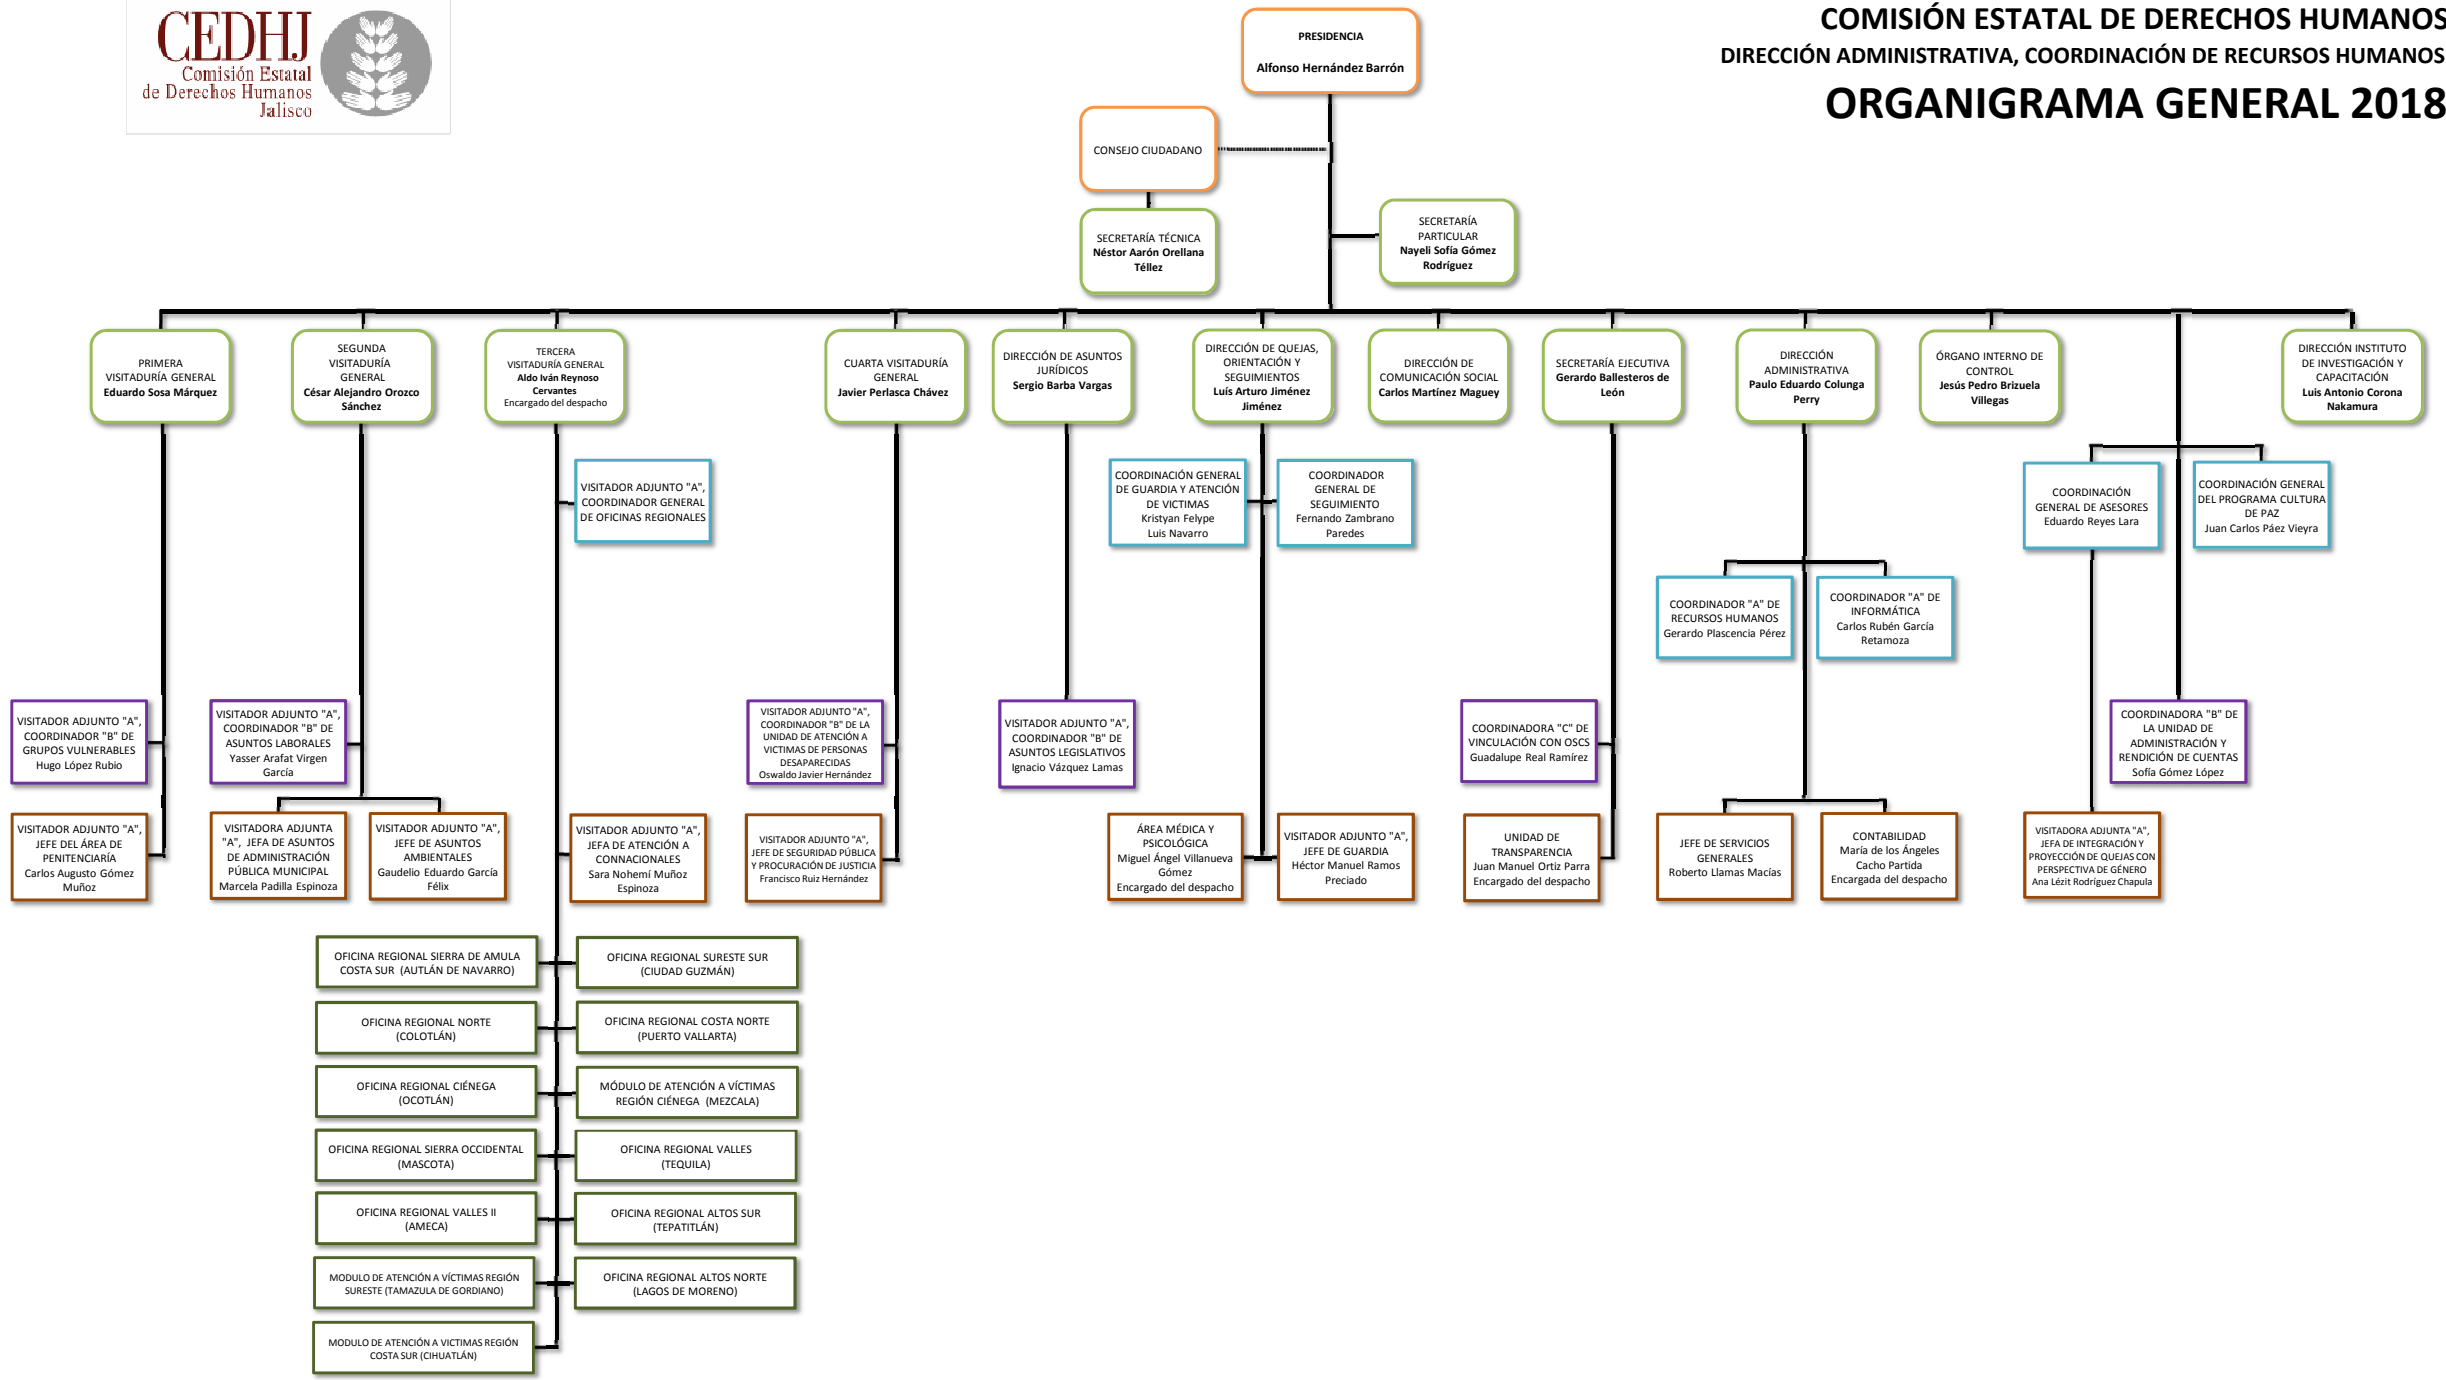 CEDHJ
Comisión Estatal
de Derechos Humanos
Jalisco
COMISIÓN ESTATAL DE DERECHOS HUMANOS
DIRECCIÓN ADMINISTRATIVA, COORDINACIÓN DE RECURSOS HUMANOS
ORGANIGRAMA GENERAL 2018
PRESIDENCIA
Alfonso Hernández Barrón
CONSEJO CIUDADANO
SECRETARÍA TÉCNICA
Néstor Aarón Orellana
Téllez
SECRETARÍA
PARTICULAR
Nayeli Sofía Gómez
Rodríguez
PRIMERA
VISITADURÍA GENERAL
Eduardo Sosa Márquez
SEGUNDA
VISITADURÍA
GENERAL
César Alejandro Orozco
Sánchez
TERCERA
VISITADURÍA GENERAL
Aldo Iván Reynoso
Cervantes
Encargado del despacho
CUARTA VISITADURÍA
GENERAL
Javier Perlasca Chávez
DIRECCIÓN DE ASUNTOS
JURÍDICOS
Sergio Barba Vargas
DIRECCIÓN DE QUEJAS,
ORIENTACIÓN Y
SEGUIMIENTOS
Luís Arturo Jiménez
Jiménez
DIRECCIÓN DE
COMUNICACIÓN SOCIAL
Carlos Martínez Maguey
SECRETARÍA EJECUTIVA
Gerardo Ballesteros de
León
DIRECCIÓN
ADMINISTRATIVA
Paulo Eduardo Colunga
Perry
ÓRGANO INTERNO DE
CONTROL
Jesús Pedro Brizuela
Villegas
DIRECCIÓN INSTITUTO
DE INVESTIGACIÓN Y
CAPACITACIÓN
Luis Antonio Corona
Nakamura
VISITADOR ADJUNTO "A",
COORDINADOR GENERAL
DE OFICINAS REGIONALES
COORDINACIÓN GENERAL
DE GUARDIA Y ATENCIÓN
DE VICTIMAS
Kristyan Felype
Luis Navarro
COORDINADOR
GENERAL DE
SEGUIMIENTO
Fernando Zambrano
Paredes
COORDINACIÓN
GENERAL DE ASESORES
Eduardo Reyes Lara
COORDINACIÓN GENERAL
DEL PROGRAMA CULTURA
DE PAZ
Juan Carlos Páez Vieyra
COORDINADOR "A" DE
RECURSOS HUMANOS
Gerardo Plascencia Pérez
COORDINADOR "A" DE
INFORMÁTICA
Carlos Rubén García
Retamoza
VISITADOR ADJUNTO "A",
COORDINADOR "B" DE
GRUPOS VULNERABLES
Hugo López Rubio
VISITADOR ADJUNTO "A",
COORDINADOR "B" DE
ASUNTOS LABORALES
Yasser Arafat Virgen
García
VISITADOR ADJUNTO "A",
COORDINADOR "B" DE LA
UNIDAD DE ATENCIÓN A
VICTIMAS DE PERSONAS
DESAPARECIDAS
Oswaldo Javier Hernández
VISITADOR ADJUNTO "A",
COORDINADOR "B" DE
ASUNTOS LEGISLATIVOS
Ignacio Vázquez Lamas
COORDINADORA "C" DE
VINCULACIÓN CON OSCS
Guadalupe Real Ramírez
COORDINADORA "B" DE
LA UNIDAD DE
ADMINISTRACIÓN Y
RENDICIÓN DE CUENTAS
Sofía Gómez López
VISITADOR ADJUNTO "A",
JEFE DEL ÁREA DE
PENITENCIARÍA
Carlos Augusto Gómez
Muñoz
VISITADORA ADJUNTA
"A", JEFA DE ASUNTOS
DE ADMINISTRACIÓN
PÚBLICA MUNICIPAL
Marcela Padilla Espinoza
VISITADOR ADJUNTO "A",
JEFE DE ASUNTOS
AMBIENTALES
Gaudelio Eduardo García
Félix
VISITADOR ADJUNTO "A",
JEFA DE ATENCIÓN A
CONNACIONALES
Sara Nohemí Muñoz
Espinoza
VISITADOR ADJUNTO "A",
JEFE DE SEGURIDAD PÚBLICA
Y PROCURACIÓN DE JUSTICIA
Francisco Ruiz Hernández
ÁREA MÉDICA Y
PSICOLÓGICA
Miguel Ángel Villanueva
Gómez
Encargado del despacho
VISITADOR ADJUNTO "A",
JEFE DE GUARDIA
Héctor Manuel Ramos
Preciado
UNIDAD DE
TRANSPARENCIA
Juan Manuel Ortiz Parra
Encargado del despacho
JEFE DE SERVICIOS
GENERALES
Roberto Llamas Macías
CONTABILIDAD
María de los Ángeles
Cacho Partida
Encargada del despacho
VISITADORA ADJUNTA "A",
JEFA DE INTEGRACIÓN Y
PROYECCIÓN DE QUEJAS CON
PERSPECTIVA DE GÉNERO
Ana Lézit Rodríguez Chapula
OFICINA REGIONAL SIERRA DE AMULA
COSTA SUR (AUTLÁN DE NAVARRO)
OFICINA REGIONAL SURESTE SUR
(CIUDAD GUZMÁN)
OFICINA REGIONAL NORTE
(COLOTLÁN)
OFICINA REGIONAL COSTA NORTE
(PUERTO VALLARTA)
OFICINA REGIONAL CIÉNEGA
(OCOTLÁN)
MÓDULO DE ATENCIÓN A VÍCTIMAS
REGIÓN CIÉNEGA (MEZCALA)
OFICINA REGIONAL SIERRA OCCIDENTAL
(MASCOTA)
OFICINA REGIONAL VALLES
(TEQUILA)
OFICINA REGIONAL VALLES II
(AMECA)
OFICINA REGIONAL ALTOS SUR
(TEPATITLÁN)
MODULO DE ATENCIÓN A VÍCTIMAS REGIÓN
SURESTE (TAMAZULA DE GORDIANO)
OFICINA REGIONAL ALTOS NORTE
(LAGOS DE MORENO)
MODULO DE ATENCIÓN A VICTIMAS REGIÓN
COSTA SUR (CIHUATLÁN)